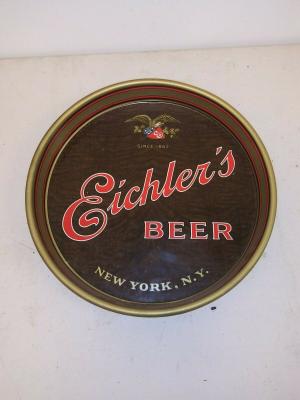 SINCE 1862
Eichler's
BEER
NEW YORK, N.Y.